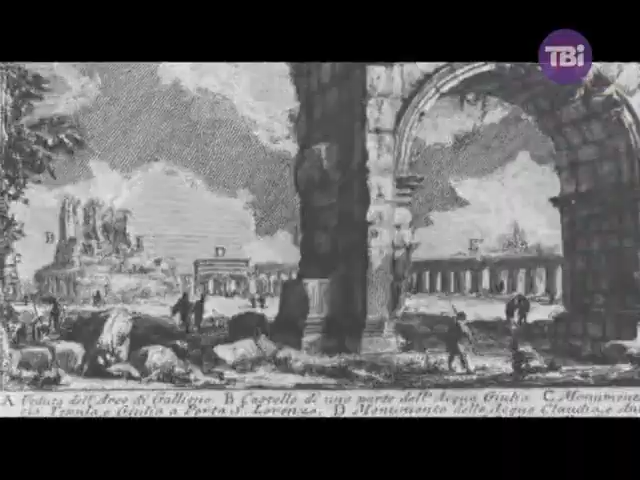 TBi
B
D
E
A Veduta dell' Arco di Gallieno. B Castello di una parte dell' Acqua Giulia C. Monument
Tepula, e Giulia a Porta S. Lorenzo. D Monumento della Acqua Claudia, e